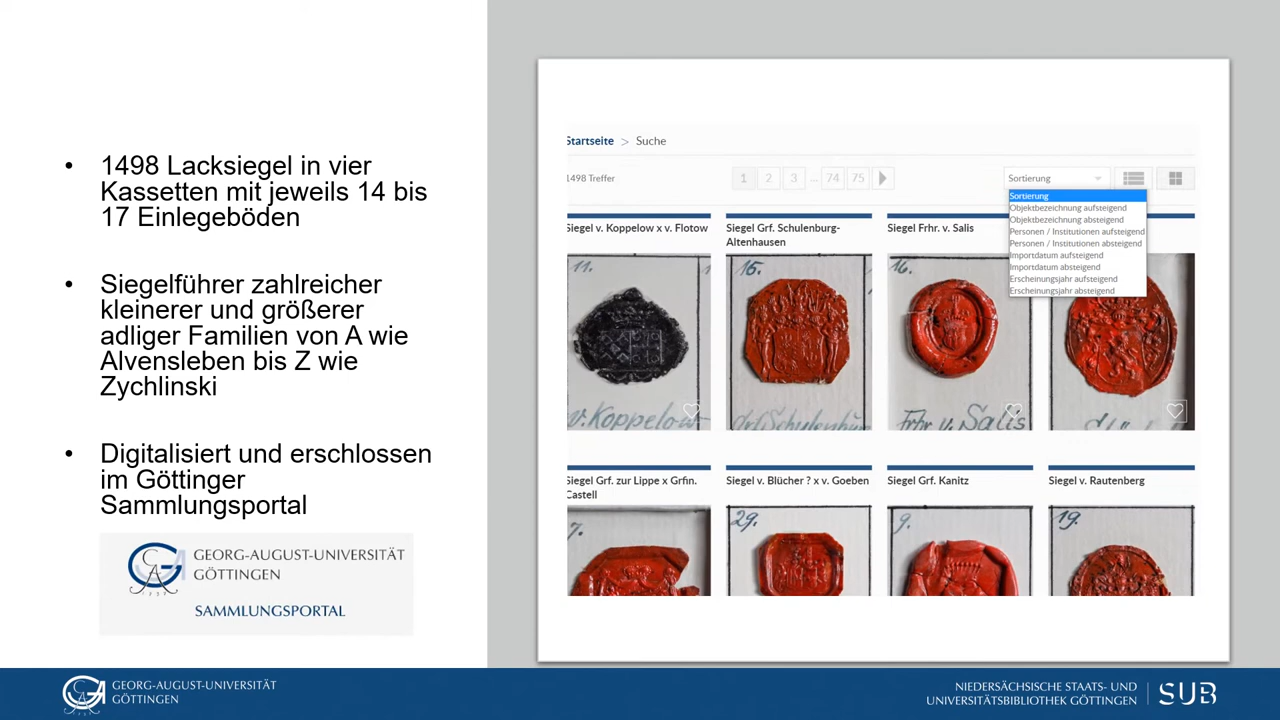 • 1498 Lacksiegel in vier
Kassetten mit jeweils 14 bis
17 Einlegeböden
• Siegelführer zahlreicher
kleinerer und größerer
adliger Familien von A wie
Alvensleben bis Z wie
Zychlinski
• Digitalisiert und erschlossen
im Göttinger
Sammlungsportal
GEORG-AUGUST-UNIVERSITÄT
GÖTTINGEN
SAMMLUNGSPORTAL
Startseite > Suche
1498 Treffer
1 2 3 ... 74 75
Sortierung
Sortierung
Objektbezeichnung aufsteigend
Objektbezeichnung absteigend
Personen / Institutionen aufsteigend
Personen / Institutionen absteigend
Importdatum aufsteigend
Importdatum absteigend
Erscheinungsjahr aufsteigend
Erscheinungsjahr absteigend
Siegel v. Koppelow x v. Flotow
Siegel Grf. Schulenburg-
Altenhausen
Siegel Frhr. v. Salis
11.
15.
16.
v. Koppelow
Grf. Schulenbur
Frhr v. Salis
Siegel Grf. zur Lippe x Grfin.
Castell
Siegel v. Blücher ? x v. Goeben
Siegel Grf. Kanitz
Siegel v. Rautenberg
7.
29.
9.
19.
GEORG-AUGUST-UNIVERSITÄT
GÖTTINGEN
NIEDERSÄCHSISCHE STAATS- UND
UNIVERSITÄTSBIBLIOTHEK GÖTTINGEN
SUB